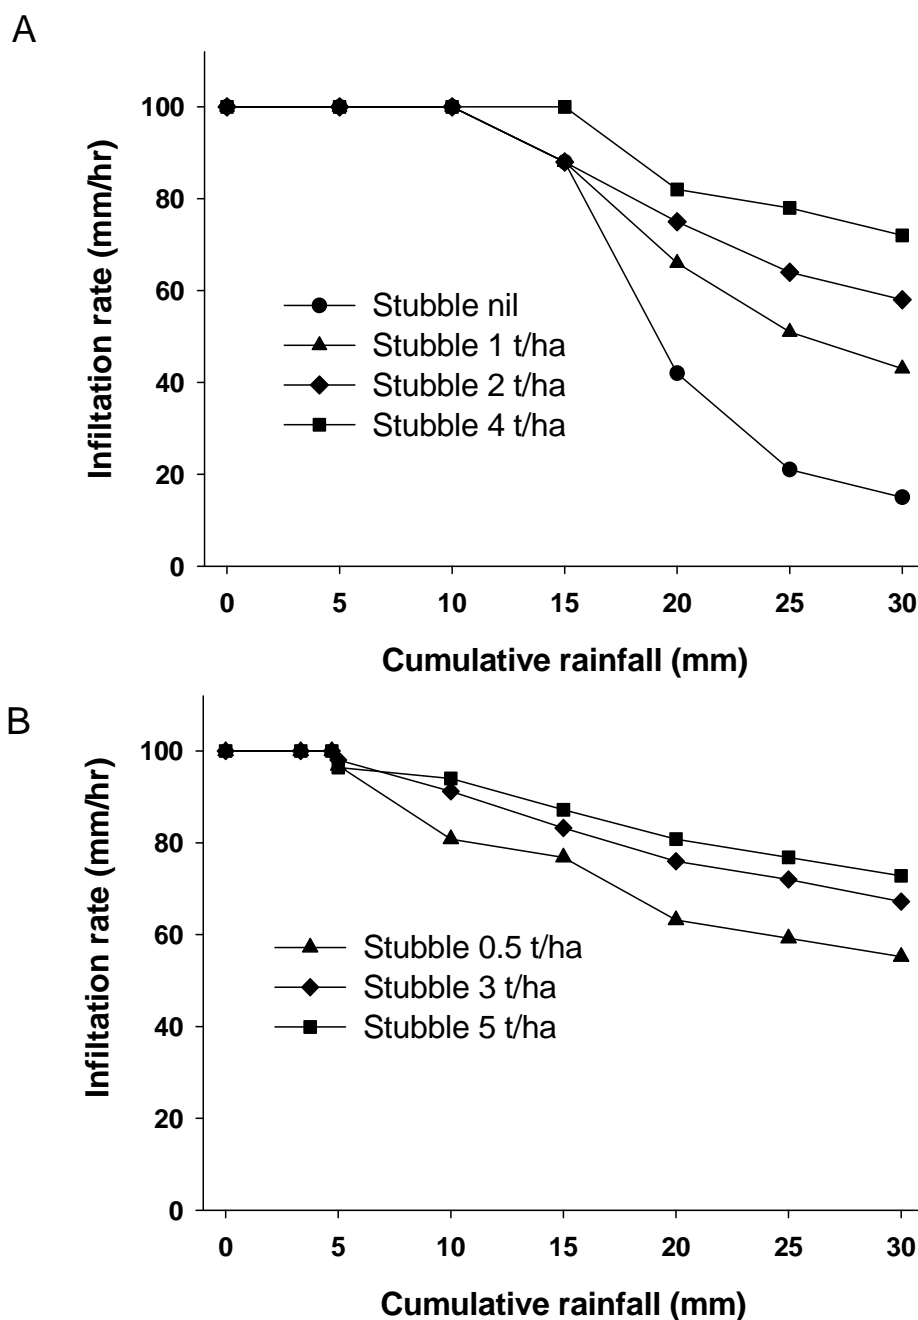 A
Infiltation rate (mm/hr)
100
80
60
40
20
0
Stubble nil
Stubble 1 t/ha
Stubble 2 t/ha
Stubble 4 t/ha
0 5 10 15 20 25 30
Cumulative rainfall (mm)
B
Infiltation rate (mm/hr)
100
80
60
40
20
0
Stubble 0.5 t/ha
Stubble 3 t/ha
Stubble 5 t/ha
0 5 10 15 20 25 30
Cumulative rainfall (mm)